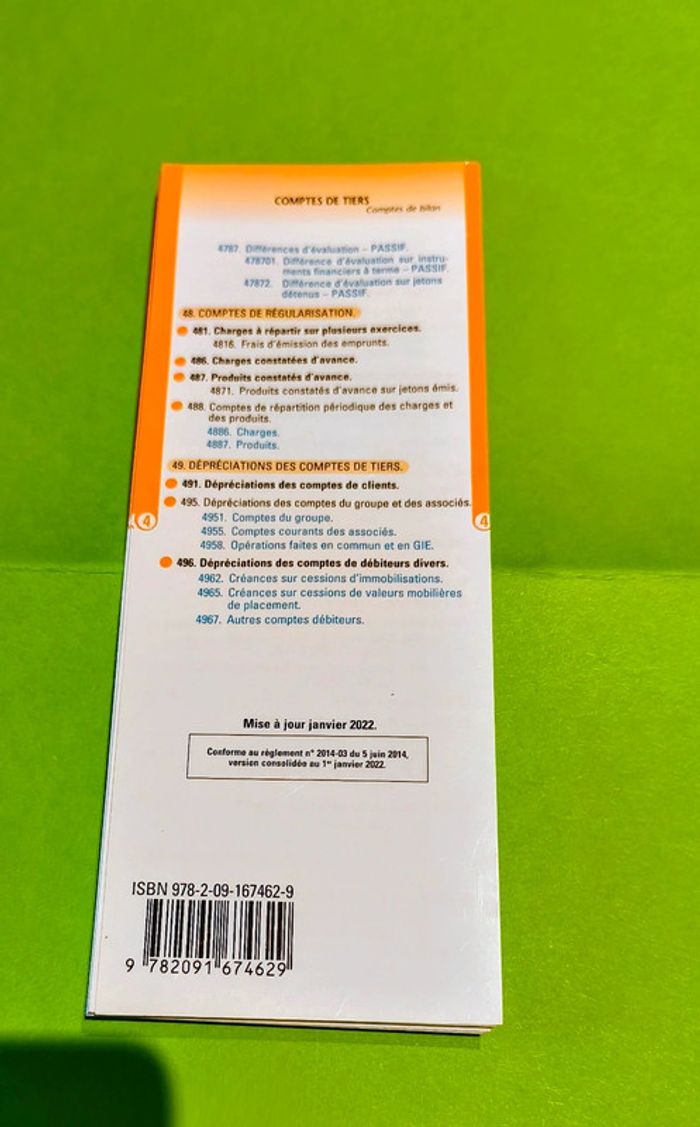 COMPTES DE TIERS
Comptes de bilan
4787. Différences d'évaluation – PASSIF.
478701. Différence d'évaluation sur instru-
ments financiers à terme – PASSIF.
47872. Différence d'évaluation sur jetons
détenus – PASSIF.
48. COMPTES DE RÉGULARISATION.
481. Charges à répartir sur plusieurs exercices.
4816. Frais d'émission des emprunts.
486. Charges constatées d'avance.
487. Produits constatés d'avance.
4871. Produits constatés d'avance sur jetons émis.
488. Comptes de répartition périodique des charges et
des produits.
4886. Charges.
4887. Produits.
49. DÉPRÉCIATIONS DES COMPTES DE TIERS.
491. Dépréciations des comptes de clients.
495. Dépréciations des comptes du groupe et des associés.
4951. Comptes du groupe.
4 4
4955. Comptes courants des associés.
4958. Opérations faites en commun et en GIE.
496. Dépréciations des comptes de débiteurs divers.
4962. Créances sur cessions d'immobilisations.
4965. Créances sur cessions de valeurs mobilières
de placement.
4967. Autres comptes débiteurs.
Mise à jour janvier 2022.
Conforme au règlement n° 2014-03 du 5 juin 2014,
version consolidée au 1er janvier 2022.
ISBN 978-2-09-167462-9
9 782091 674629